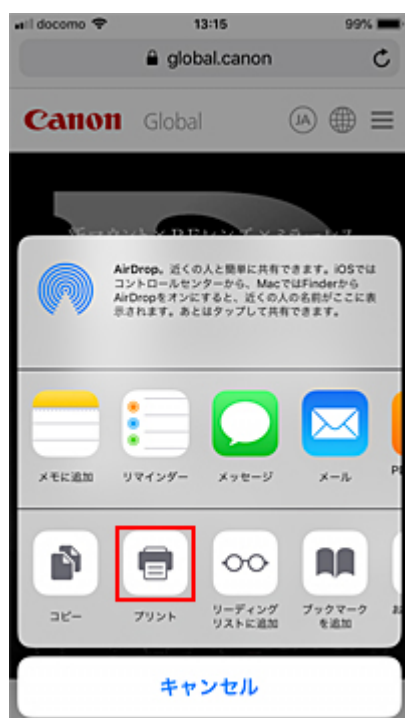 docomo 13:15 99%
global.canon
Canon Global JA
AirDrop。近くの人と簡単に共有できます。iOSでは
コントロールセンターから、MacではFinderから
AirDropをオンにすると、近くの人の名前がここに表
示されます。あとはタップして共有できます。
メモに追加 リマインダー メッセージ メール
コピー プリント リーディング
リストに追加 ブックマーク
を追加
キャンセル